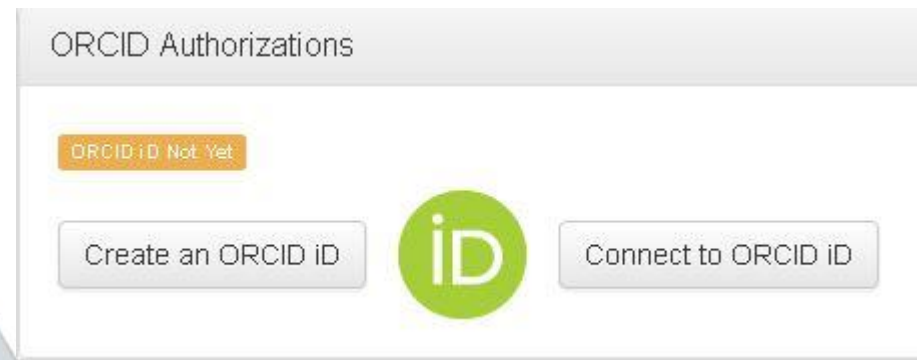 ORCID Authorizations
ORCID iD Not Yet
Create an ORCID iD
iD
Connect to ORCID iD